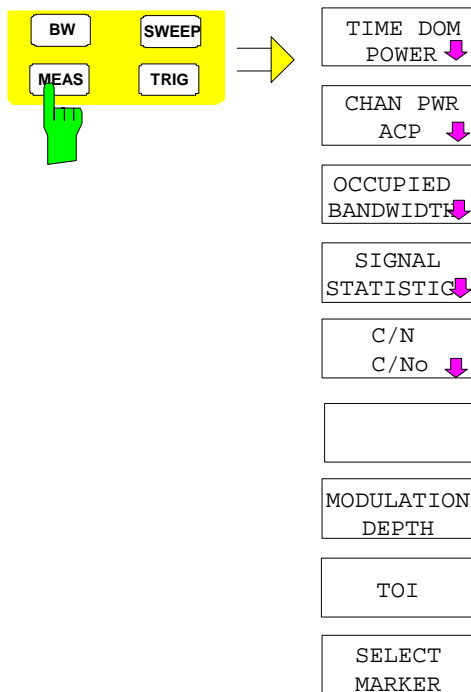 BW SWEEP
MEAS TRIG
TIME DOM
POWER
CHAN PWR
ACP
OCCUPIED
BANDWIDTH
SIGNAL
STATISTIC
C/N
C/No
MODULATION
DEPTH
TOI
SELECT
MARKER